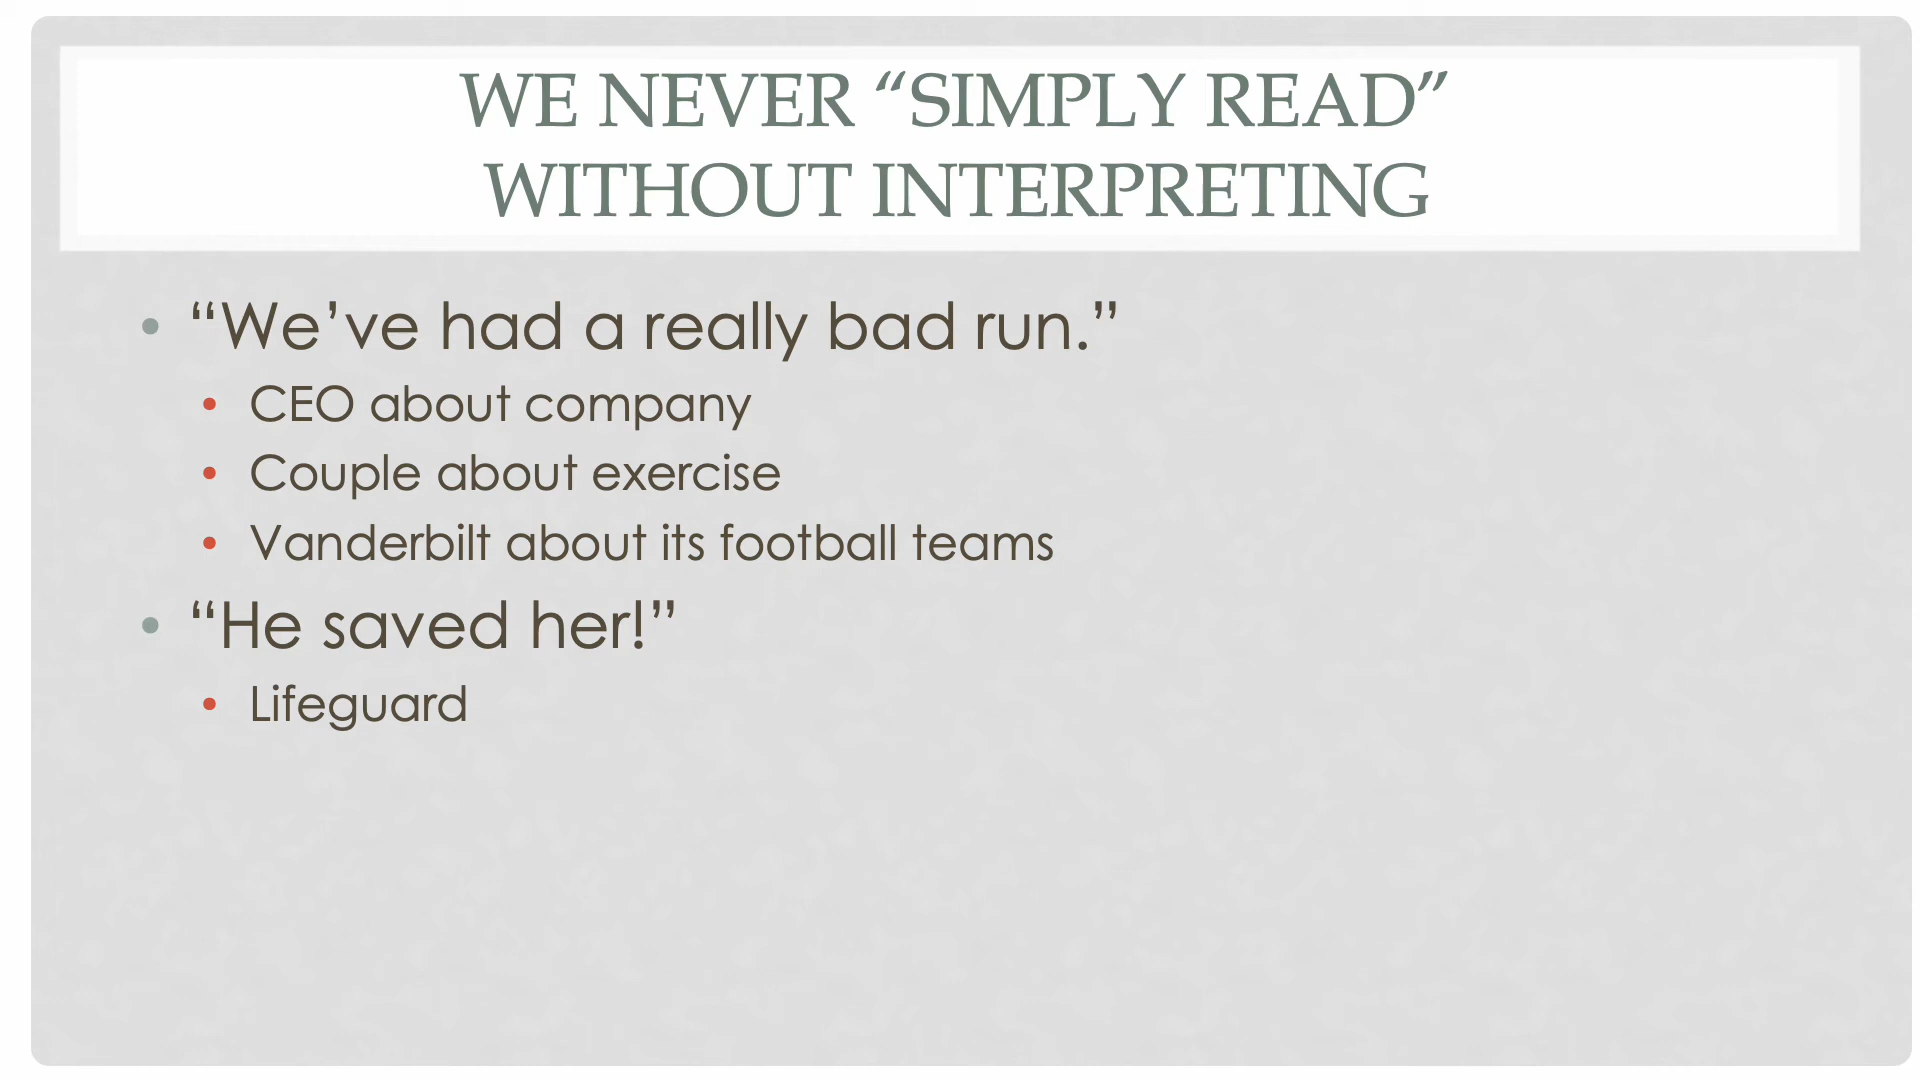 WE NEVER “SIMPLY READ”
WITHOUT INTERPRETING
• “We’ve had a really bad run.”
• CEO about company
• Couple about exercise
• Vanderbilt about its football teams
• “He saved her!”
• Lifeguard